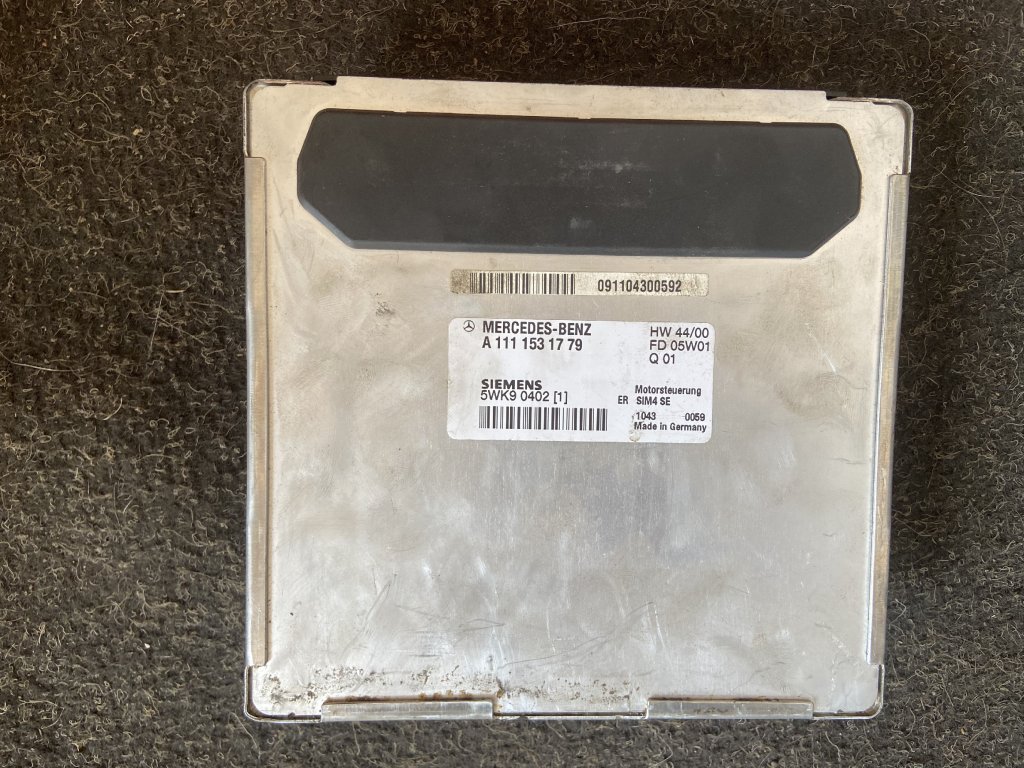 091104300592
MERCEDES-BENZ
A 111 153 17 79
HW 44/00
FD 05W01
Q 01
SIEMENS
5WK9 0402 [1]
Motorsteuerung
ER SIM4 SE
1043 0059
Made in Germany